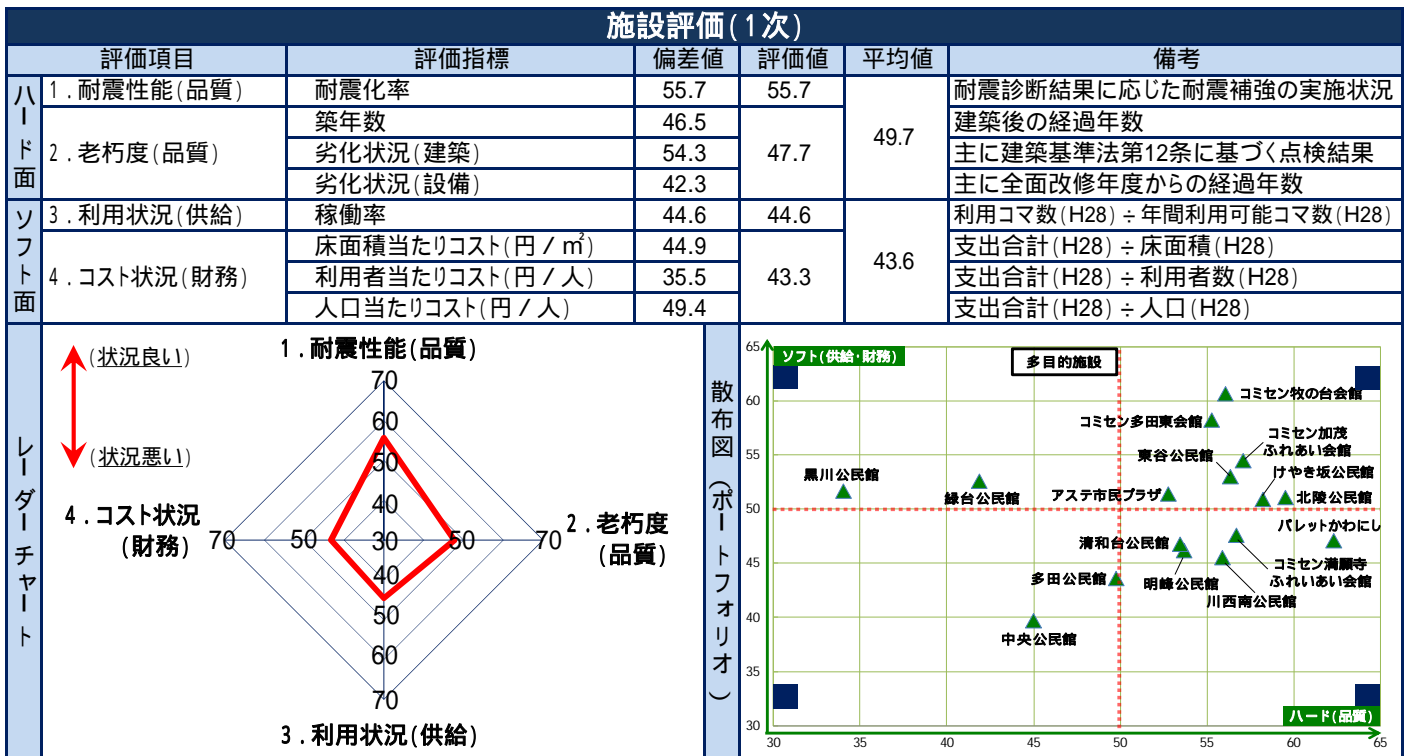 施設評価(1次)
評価項目 評価指標 偏差値 評価値 平均値 備考
ハード面
1．耐震性能(品質) 耐震化率 55.7 55.7 49.7 耐震診断結果に応じた耐震補強の実施状況
2．老朽度(品質) 築年数 46.5 47.7 建築後の経過年数
劣化状況(建築) 54.3 主に建築基準法第12条に基づく点検結果
劣化状況(設備) 42.3 主に全面改修年度からの経過年数
ソフト面
3．利用状況(供給) 稼働率 44.6 44.6 43.6 利用コマ数(H28)÷年間利用可能コマ数(H28)
4．コスト状況(財務) 床面積当たりコスト(円／㎡) 44.9 43.3 支出合計(H28)÷床面積(H28)
利用者当たりコスト(円／人) 35.5 支出合計(H28)÷利用者数(H28)
人口当たりコスト(円／人) 49.4 支出合計(H28)÷人口(H28)
レーダーチャート
(状況良い)
(状況悪い)
1．耐震性能(品質)
70
60
50
40
4．コスト状況
(財務)
70 50 30 50 70
2．老朽度
(品質)
40
50
60
70
3．利用状況(供給)
散布図(ポートフォリオ)
ソフト(供給・財務)
多目的施設
65
60
55
50
45
40
35
30
コミセン牧の台会館
コミセン多田東会館
コミセン加茂
ふれあい会館
東谷公民館
けやき坂公民館
黒川公民館
緑台公民館
アステ市民プラザ
北陵公民館
パレットかわにし
清和台公民館
多田公民館
明峰公民館
コミセン満願寺
ふれいあい会館
川西南公民館
中央公民館
ハード(品質)
30 35 40 45 50 55 60 65